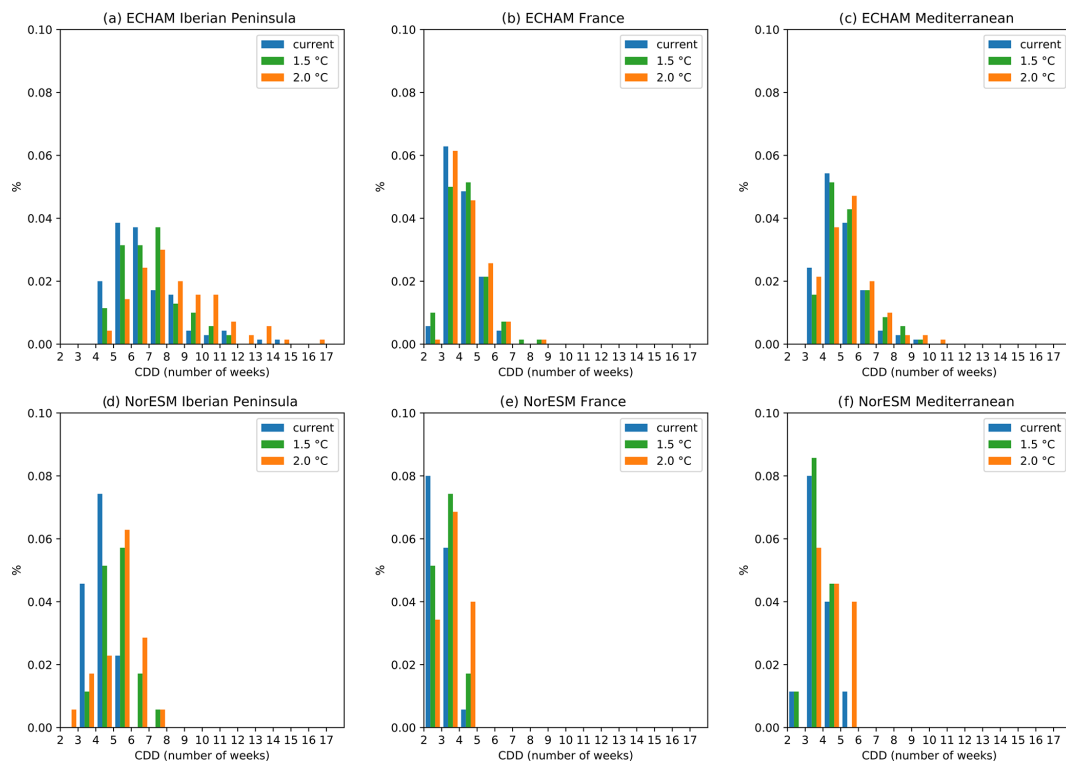 (a) ECHAM Iberian Peninsula
0.10
0.08
0.06
0.04
0.02
0.00
%
current
1.5 °C
2.0 °C
2 3 4 5 6 7 8 9 10 11 12 13 14 15 16 17
CDD (number of weeks)
(b) ECHAM France
0.10
0.08
0.06
0.04
0.02
0.00
%
current
1.5 °C
2.0 °C
2 3 4 5 6 7 8 9 10 11 12 13 14 15 16 17
CDD (number of weeks)
(c) ECHAM Mediterranean
0.10
0.08
0.06
0.04
0.02
0.00
%
current
1.5 °C
2.0 °C
2 3 4 5 6 7 8 9 10 11 12 13 14 15 16 17
CDD (number of weeks)
(d) NorESM Iberian Peninsula
0.10
0.08
0.06
0.04
0.02
0.00
%
current
1.5 °C
2.0 °C
2 3 4 5 6 7 8 9 10 11 12 13 14 15 16 17
CDD (number of weeks)
(e) NorESM France
0.10
0.08
0.06
0.04
0.02
0.00
%
current
1.5 °C
2.0 °C
2 3 4 5 6 7 8 9 10 11 12 13 14 15 16 17
CDD (number of weeks)
(f) NorESM Mediterranean
0.10
0.08
0.06
0.04
0.02
0.00
%
current
1.5 °C
2.0 °C
2 3 4 5 6 7 8 9 10 11 12 13 14 15 16 17
CDD (number of weeks)